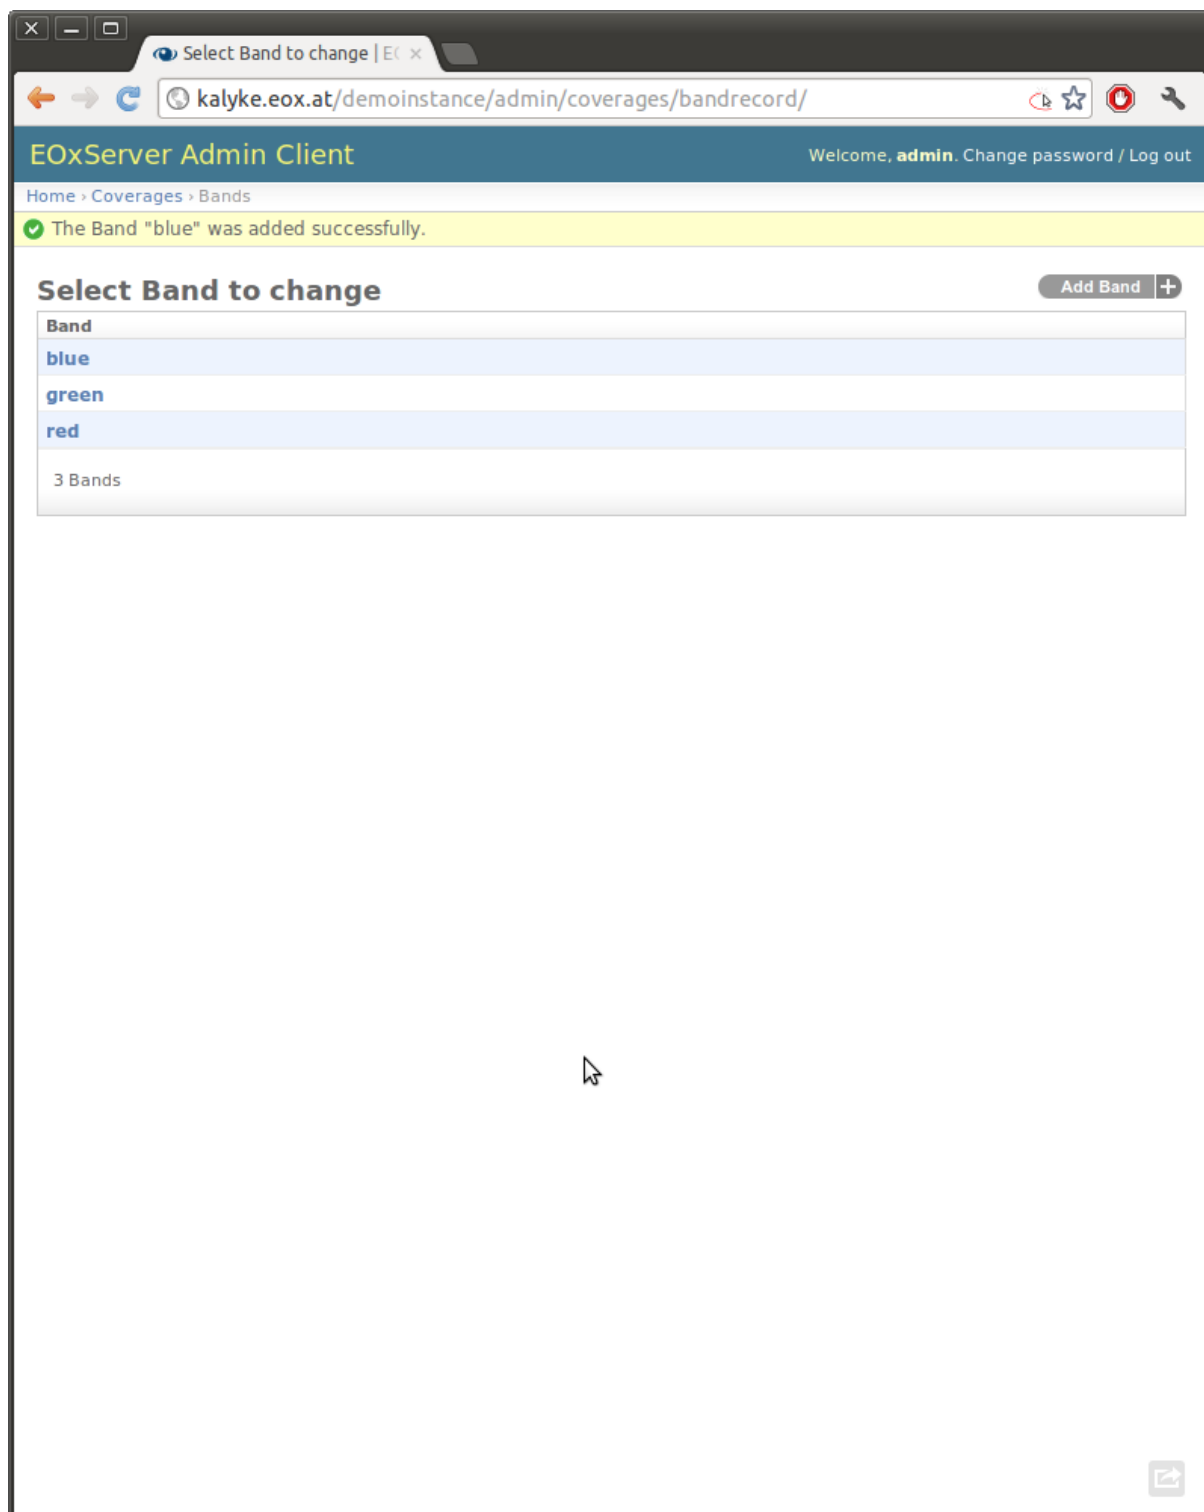 Select Band to change | EO
kalyke.eox.at/demoinstance/admin/coverages/bandrecord/
EOxServer Admin Client
Welcome, admin. Change password / Log out
Home › Coverages › Bands
The Band "blue" was added successfully.
Select Band to change
Add Band +
Band
blue
green
red
3 Bands